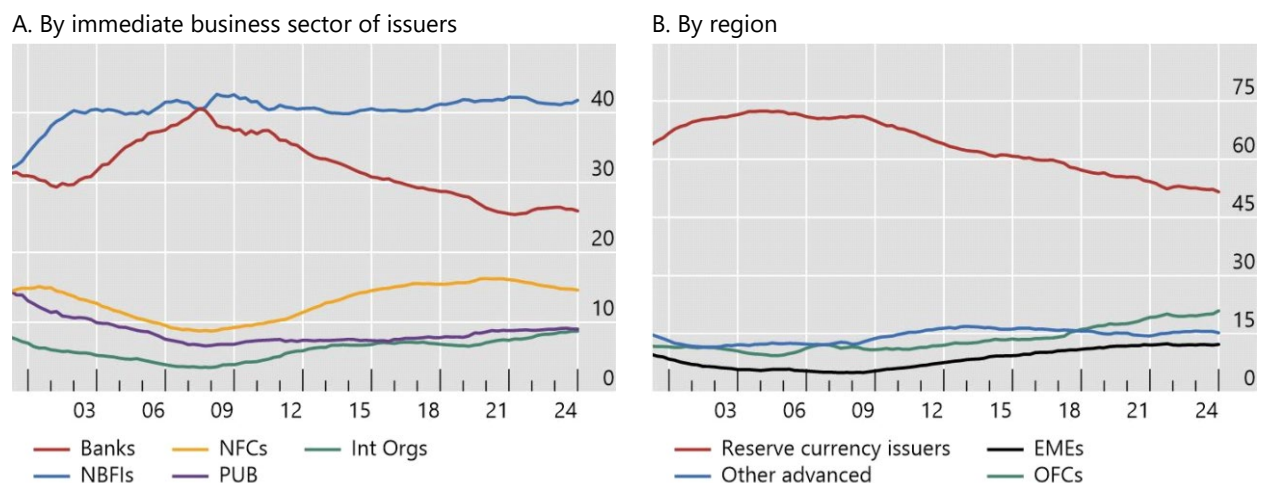 A. By immediate business sector of issuers
40
30
20
10
0
03 06 09 12 15 18 21 24
Banks NFCs Int Orgs
NBFIs PUB
B. By region
75
60
45
30
15
0
03 06 09 12 15 18 21 24
Reserve currency issuers EMEs
Other advanced OFCs